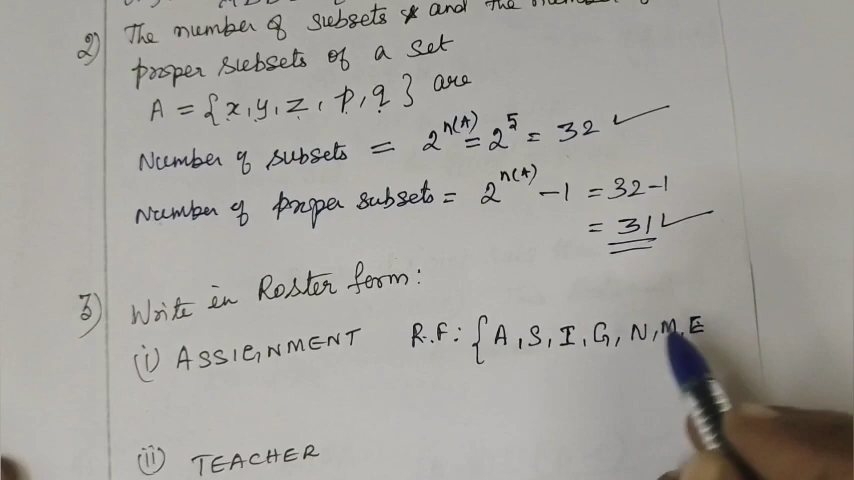 2) The number of subsets and the
proper subsets of a set
A = {x, y, z, p, q} are
Number of subsets = 2^n(A) = 2^5 = 32 ✓
Number of proper subsets = 2^n(A) - 1 = 32-1
= 31 ✓
3) Write in Roster form:
(i) ASSIGNMENT R.F: { A, S, I, G, N, M, E
(ii) TEACHER